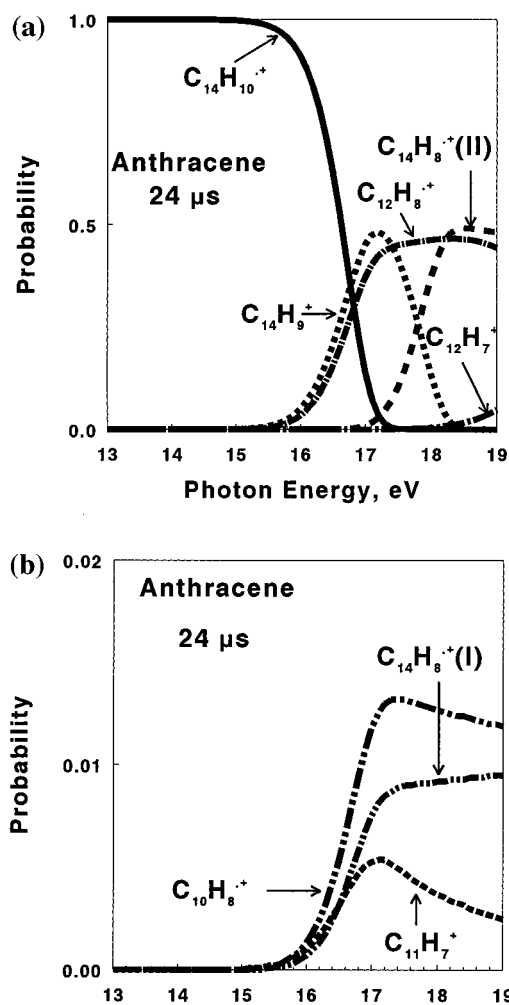 (a)
1.0
0.5
0.0
Probability
C₁₄H₁₀˙⁺
Anthracene
24 µs
C₁₄H₈˙⁺(II)
C₁₂H₈˙⁺
C₁₄H₉⁺
C₁₂H₇⁺
13 14 15 16 17 18 19
Photon Energy, eV
(b)
0.02
0.01
0.00
Probability
Anthracene
24 µs
C₁₄H₈˙⁺(I)
C₁₀H₈˙⁺
C₁₁H₇⁺
13 14 15 16 17 18 19